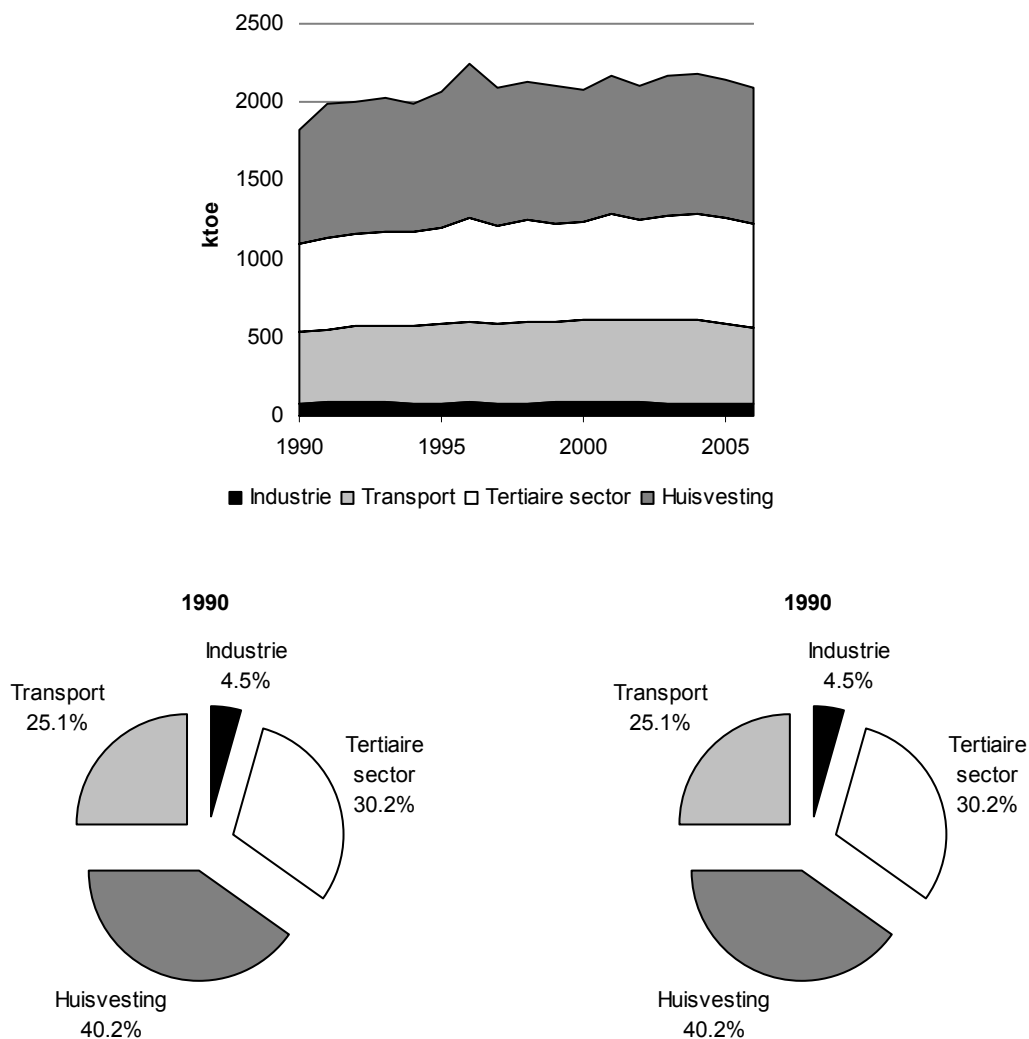 2500
2000
1500
1000
500
0
ktoe
1990 1995 2000 2005
Industrie Transport Tertiaire sector Huisvesting
1990
Industrie
4.5%
Transport
25.1%
Tertiaire
sector
30.2%
Huisvesting
40.2%
1990
Industrie
4.5%
Transport
25.1%
Tertiaire
sector
30.2%
Huisvesting
40.2%